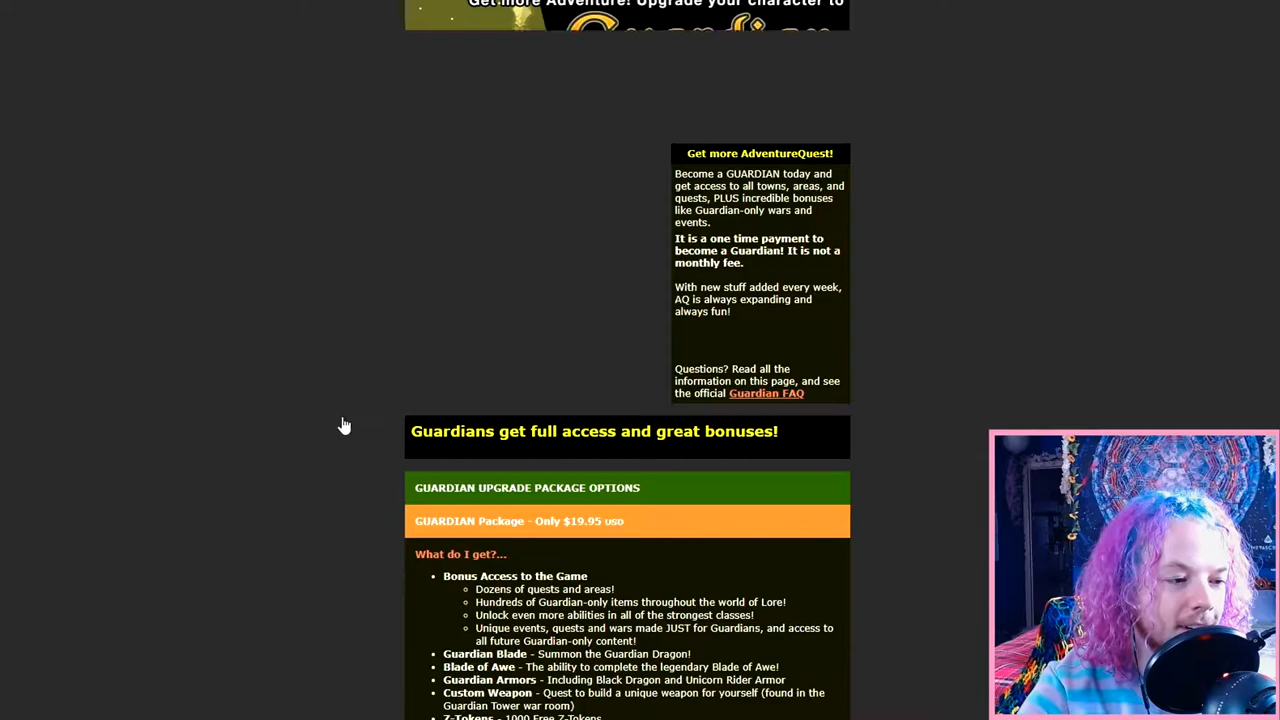 Get more Adventure! Upgrade your character to
Guardian
Get more AdventureQuest!
Become a GUARDIAN today and
get access to all towns, areas, and
quests, PLUS incredible bonuses
like Guardian-only wars and
events.
It is a one time payment to
become a Guardian! It is not a
monthly fee.
With new stuff added every week,
AQ is always expanding and
always fun!
Questions? Read all the
information on this page, and see
the official Guardian FAQ
Guardians get full access and great bonuses!
GUARDIAN UPGRADE PACKAGE OPTIONS
GUARDIAN Package - Only $19.95 USD
What do I get?...
• Bonus Access to the Game
○ Dozens of quests and areas!
○ Hundreds of Guardian-only items throughout the world of Lore!
○ Unlock even more abilities in all of the strongest classes!
○ Unique events, quests and wars made JUST for Guardians, and access to
all future Guardian-only content!
• Guardian Blade - Summon the Guardian Dragon!
• Blade of Awe - The ability to complete the legendary Blade of Awe!
• Guardian Armors - Including Black Dragon and Unicorn Rider Armor
• Custom Weapon - Quest to build a unique weapon for yourself (found in the
Guardian Tower war room)
• Z-Tokens - 1000 Free Z-Tokens